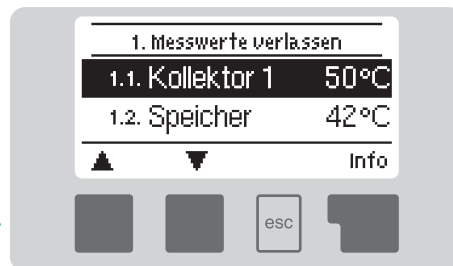 1. Messwerte verlassen
1.1. Kollektor 1 50°C
1.2. Speicher 42°C
▲ ▼ Info
esc